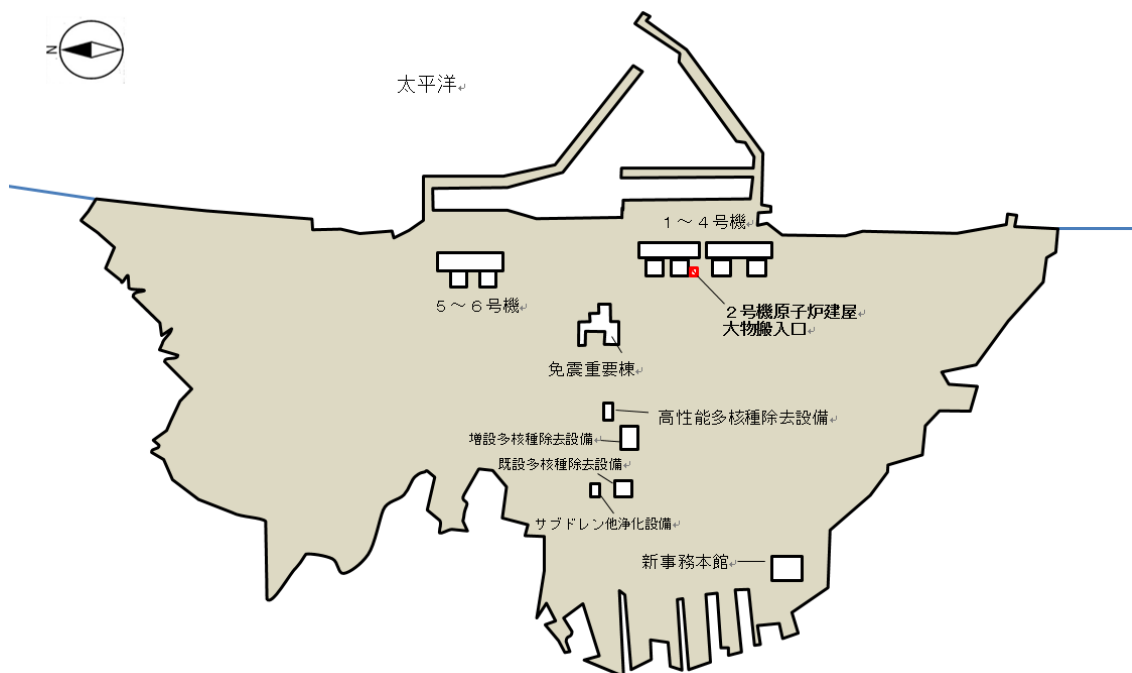 N
太平洋
1～4号機
5～6号機
２号機原子炉建屋
大物搬入口
免震重要棟
高性能多核種除去設備
増設多核種除去設備
既設多核種除去設備
サブドレン他浄化設備
新事務本館